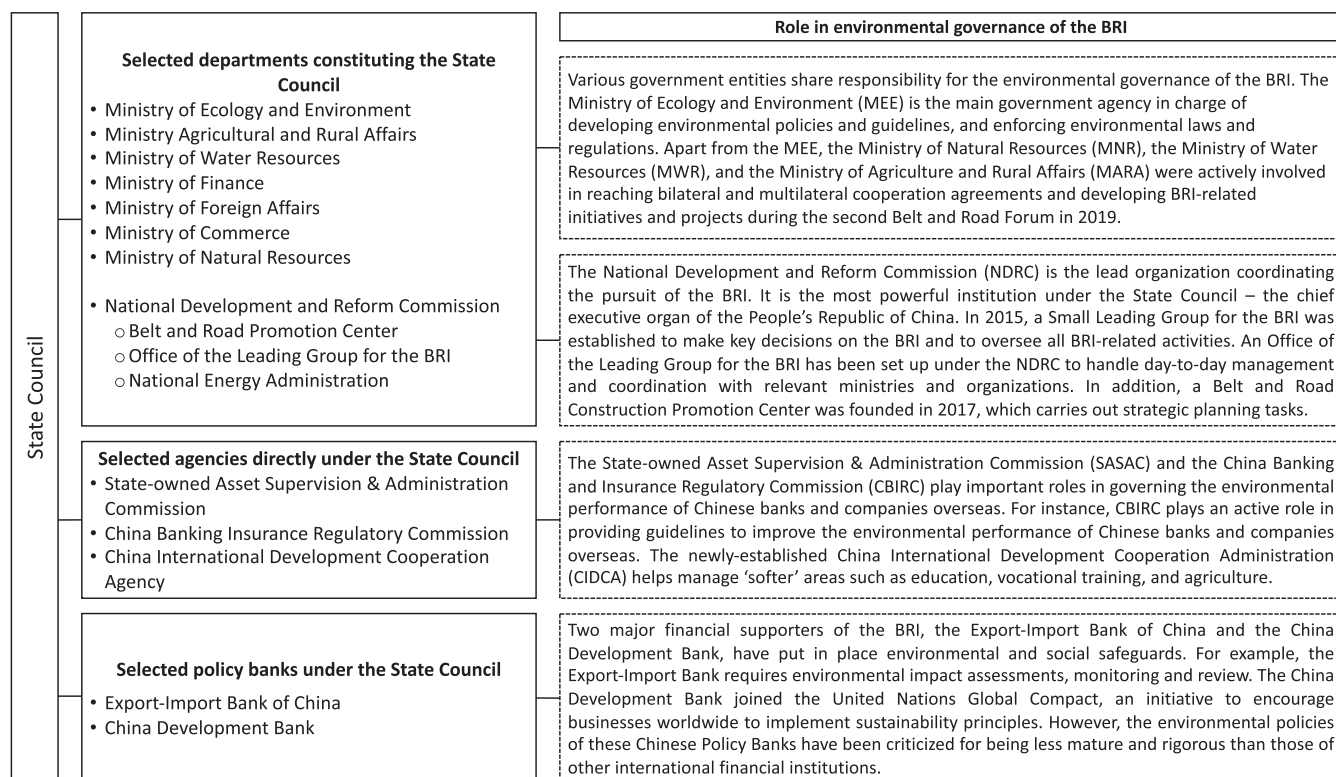 State Council
Selected departments constituting the State
Council
• Ministry of Ecology and Environment
• Ministry Agricultural and Rural Affairs
• Ministry of Water Resources
• Ministry of Finance
• Ministry of Foreign Affairs
• Ministry of Commerce
• Ministry of Natural Resources
• National Development and Reform Commission
○ Belt and Road Promotion Center
○ Office of the Leading Group for the BRI
○ National Energy Administration
Role in environmental governance of the BRI
Various government entities share responsibility for the environmental governance of the BRI. The
Ministry of Ecology and Environment (MEE) is the main government agency in charge of
developing environmental policies and guidelines, and enforcing environmental laws and
regulations. Apart from the MEE, the Ministry of Natural Resources (MNR), the Ministry of Water
Resources (MWR), and the Ministry of Agriculture and Rural Affairs (MARA) were actively involved
in reaching bilateral and multilateral cooperation agreements and developing BRI-related
initiatives and projects during the second Belt and Road Forum in 2019.
The National Development and Reform Commission (NDRC) is the lead organization coordinating
the pursuit of the BRI. It is the most powerful institution under the State Council – the chief
executive organ of the People’s Republic of China. In 2015, a Small Leading Group for the BRI was
established to make key decisions on the BRI and to oversee all BRI-related activities. An Office of
the Leading Group for the BRI has been set up under the NDRC to handle day-to-day management
and coordination with relevant ministries and organizations. In addition, a Belt and Road
Construction Promotion Center was founded in 2017, which carries out strategic planning tasks.
Selected agencies directly under the State Council
• State-owned Asset Supervision & Administration
Commission
• China Banking Insurance Regulatory Commission
• China International Development Cooperation
Agency
The State-owned Asset Supervision & Administration Commission (SASAC) and the China Banking
and Insurance Regulatory Commission (CBIRC) play important roles in governing the environmental
performance of Chinese banks and companies overseas. For instance, CBIRC plays an active role in
providing guidelines to improve the environmental performance of Chinese banks and companies
overseas. The newly-established China International Development Cooperation Administration
(CIDCA) helps manage ‘softer’ areas such as education, vocational training, and agriculture.
Selected policy banks under the State Council
• Export-Import Bank of China
• China Development Bank
Two major financial supporters of the BRI, the Export-Import Bank of China and the China
Development Bank, have put in place environmental and social safeguards. For example, the
Export-Import Bank requires environmental impact assessments, monitoring and review. The China
Development Bank joined the United Nations Global Compact, an initiative to encourage
businesses worldwide to implement sustainability principles. However, the environmental policies
of these Chinese Policy Banks have been criticized for being less mature and rigorous than those of
other international financial institutions.